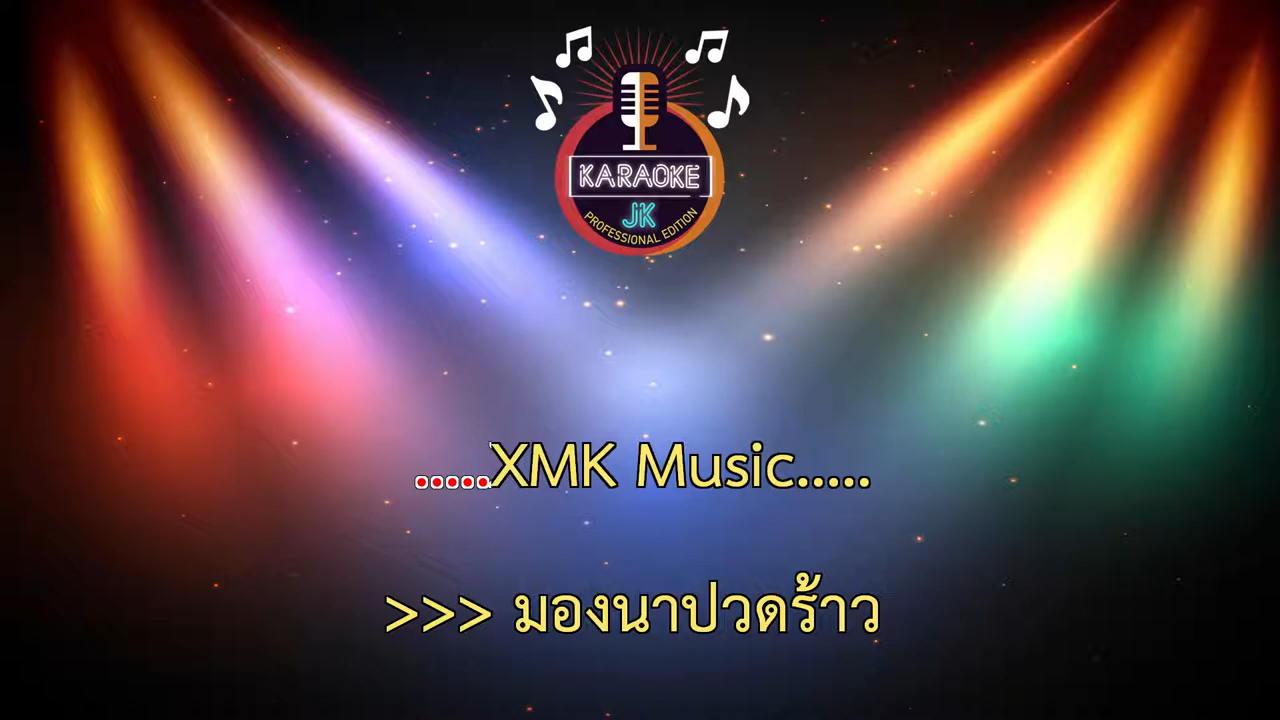 KARAOKE
JK
PROFESSIONAL EDITION
.....XMK Music.....
>>> มองนาปวดร้าว